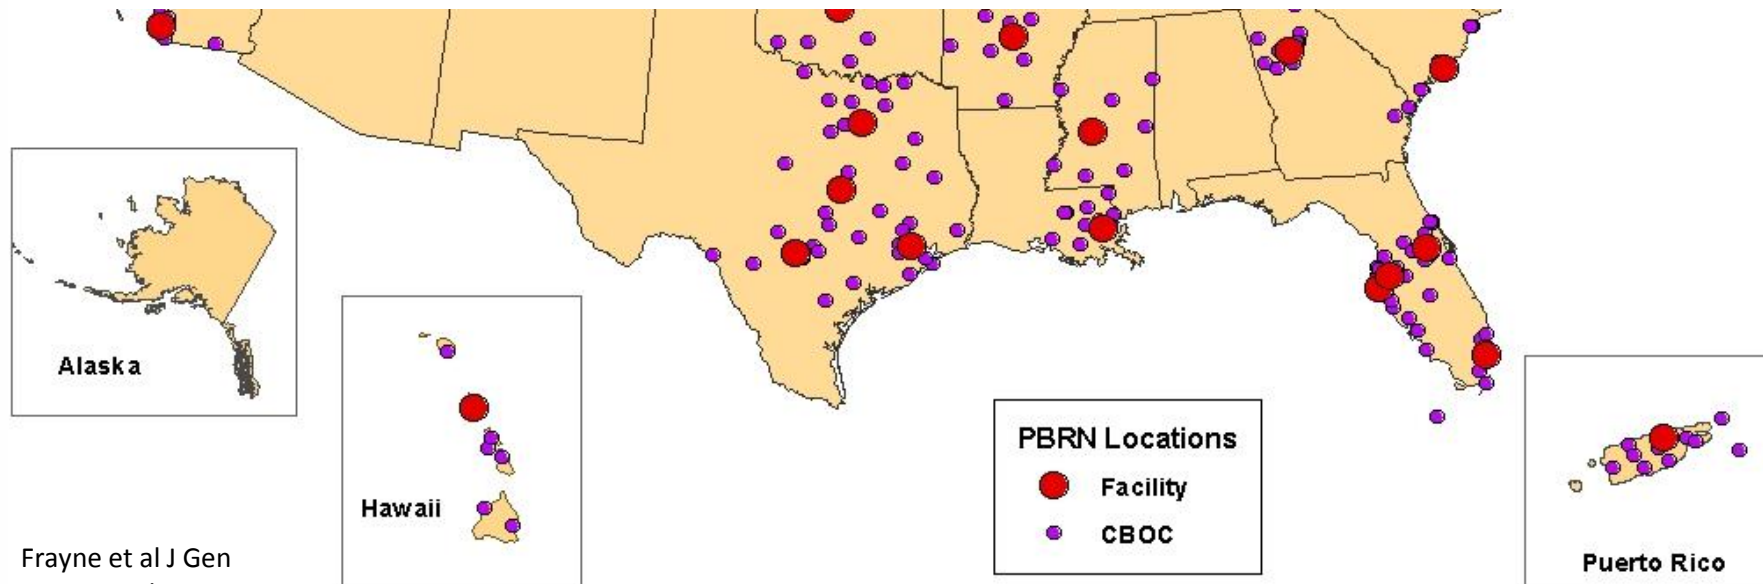 Alaska
Hawaii
PBRN Locations
Facility
CBOC
Puerto Rico
Frayne et al J Gen